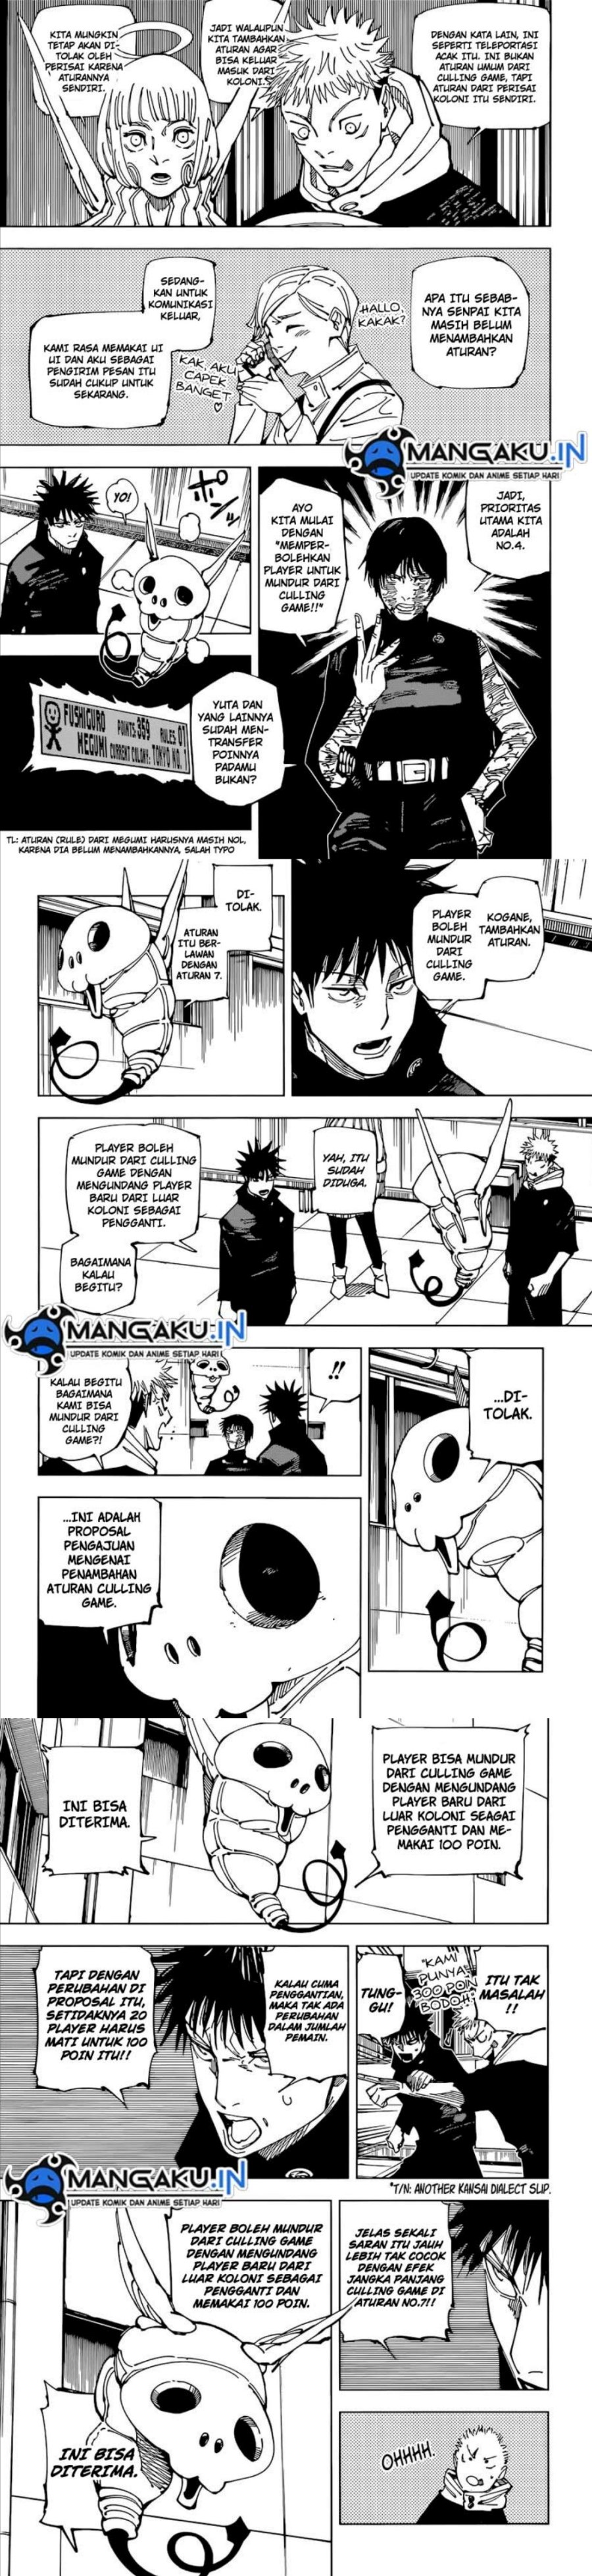 DENGAN KATA LAIN, INI
SEPERTI TELEPORTASI
ACAK ITU. INI BUKAN
ATURAN UMUM DARI
CULLING GAME, TAPI
ATURAN DARI PERISAI
KOLONI ITU SENDIRI.
JADI WALAUPUN
KITA TAMBAHKAN
ATURAN AGAR
BISA KELUAR
MASUK DARI
KOLONI.
KITA MUNGKIN
TETAP AKAN DI-
TOLAK OLEH
PERISAI KARENA
ATURANNYA
SENDIRI.
APA ITU SEBAB-
NYA SENPAI KITA
MASIH BELUM
MENAMBAHKAN
ATURAN?
HALLO,
KAKAK?
SEDANG-
KAN UNTUK
KOMUNIKASI
KELUAR,
KAMI RASA MEMAKAI UI
UI DAN AKU SEBAGAI
PENGIRIM PESAN ITU
SUDAH CUKUP UNTUK
SEKARANG.
KAK, AKU
CAPEK
BANGET
♡
MANGAKU.IN
UPDATE KOMIK DAN ANIME SETIAP HARI
JADI,
PRIORITAS
UTAMA KITA
ADALAH
NO.4.
AYO
KITA MULAI
DENGAN
"MEMPER-
BOLEHKAN
PLAYER UNTUK
MUNDUR DARI
CULLING
GAME!!"
YO!
YUTA DAN
YANG LAINNYA
SUDAH MEN-
TRANSFER
POINNYA
PADAMU
BUKAN?
FUSHIGURO
MEGUMI
POINTS 359
RULES 01
CURRENT COLONY: TOKYO NO. 1
TL: ATURAN (RULE) DARI MEGUMI HARUSNYA MASIH NOL,
KARENA DIA BELUM MENAMBAHKANNYA, SALAH TYPO
KOGANE,
TAMBAHKAN
ATURAN.
PLAYER
BOLEH
MUNDUR
DARI
CULLING
GAME.
DI-
TOLAK.
ATURAN
ITU BER-
LAWAN
DENGAN
ATURAN 7.
YAH, ITU
SUDAH
DIDUGA.
PLAYER BOLEH
MUNDUR DARI CULLING
GAME DENGAN
MENGUNDANG PLAYER
BARU DARI LUAR
KOLONI SEBAGAI
PENGGANTI.
BAGAIMANA
KALAU
BEGITU?
MANGAKU.IN
UPDATE KOMIK DAN ANIME SETIAP HARI
...DI-
TOLAK.
!!
KALAU BEGITU
BAGAIMANA
KAMI BISA
MUNDUR DARI
CULLING
GAME?!
...INI ADALAH
PROPOSAL
PENGAJUAN
MENGENAI
PENAMBAHAN
ATURAN CULLING
GAME.
PLAYER BISA MUNDUR
DARI CULLING GAME
DENGAN MENGUNDANG
PLAYER BARU DARI
LUAR KOLONI SEAGAI
PENGGANTI DAN ME-
MAKAI 100 POIN.
INI BISA
DITERIMA.
ITU TAK
MASALAH
!!
"KAMI
PUNYA
300 POIN
BODOH."
TUNG-
GU!
KALAU CUMA
PENGGANTIAN,
MAKA TAK ADA
PERUBAHAN
DALAM JUMLAH
PEMAIN.
TAPI DENGAN
PERUBAHAN DI
PROPOSAL ITU,
SETIDAKNYA 20
PLAYER HARUS
MATI UNTUK 100
POIN ITU!!
*T/N: ANOTHER KANSAI DIALECT SLIP.
MANGAKU.IN
UPDATE KOMIK DAN ANIME SETIAP HARI
JELAS SEKALI
SARAN ITU JAUH
LEBIH TAK COCOK
DENGAN EFEK
JANGKA PANJANG
CULLING GAME DI
ATURAN NO.7!!
PLAYER BOLEH MUNDUR
DARI CULLING GAME
DENGAN MENGUNDANG
PLAYER BARU DARI
LUAR KOLONI SEBAGAI
PENGGANTI DAN
MEMAKAI 100 POIN.
INI BISA
DITERIMA.
OHHHH.